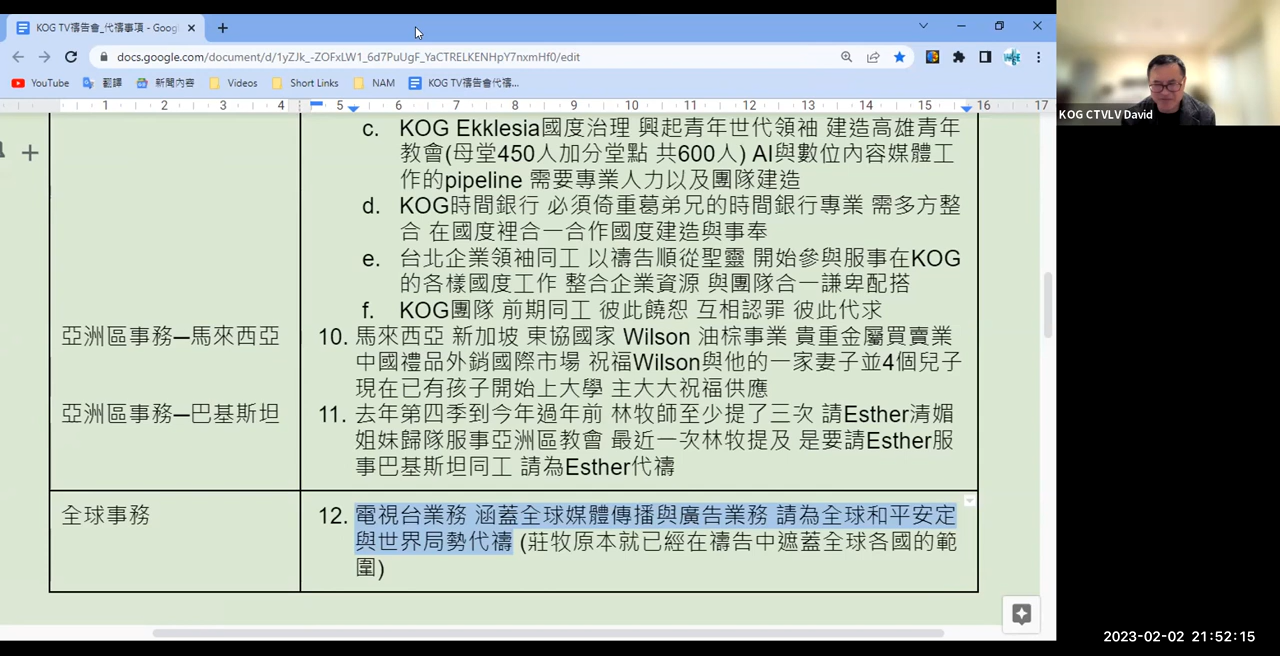 KOG TV禱告會_代禱事項 - Goog
docs.google.com/document/d/1yZJk_-ZOFxLW1_6d7PuUgF_YaCTRELKENHpY7nxmHf0/edit
YouTube 翻譯 新聞內容 Videos Short Links NAM KOG TV禱告會代禱...
1 2 3 4 5 6 7 8 9 10 11 12 13 14 15 16 17
KOG CTVLV David
c. KOG Ekklesia國度治理 興起青年世代領袖 建造高雄青年
教會(母堂450人加分堂點 共600人) AI與數位內容媒體工
作的pipeline 需要專業人力以及團隊建造
d. KOG時間銀行 必須倚重葛弟兄的時間銀行專業 需多方整
合 在國度裡合一合作國度建造與事奉
e. 台北企業領袖同工 以禱告順從聖靈 開始參與服事在KOG
的各樣國度工作 整合企業資源 與團隊合一謙卑配搭
f. KOG團隊 前期同工 彼此饒恕 互相認罪 彼此代求
亞洲區事務—馬來西亞
10. 馬來西亞 新加坡 東協國家 Wilson 油棕事業 貴重金屬買賣業
中國禮品外銷國際市場 祝福Wilson與他的一家妻子並4個兒子
現在已有孩子開始上大學 主大大祝福供應
亞洲區事務—巴基斯坦
11. 去年第四季到今年過年前 林牧師至少提了三次 請Esther清媚
姐妹歸隊服事亞洲區教會 最近一次林牧提及 是要請Esther服
事巴基斯坦同工 請為Esther代禱
全球事務
12. 電視台業務 涵蓋全球媒體傳播與廣告業務 請為全球和平安定
與世界局勢代禱 (莊牧原本就已經在禱告中遮蓋全球各國的範
圍)
2023-02-02 21:52:15